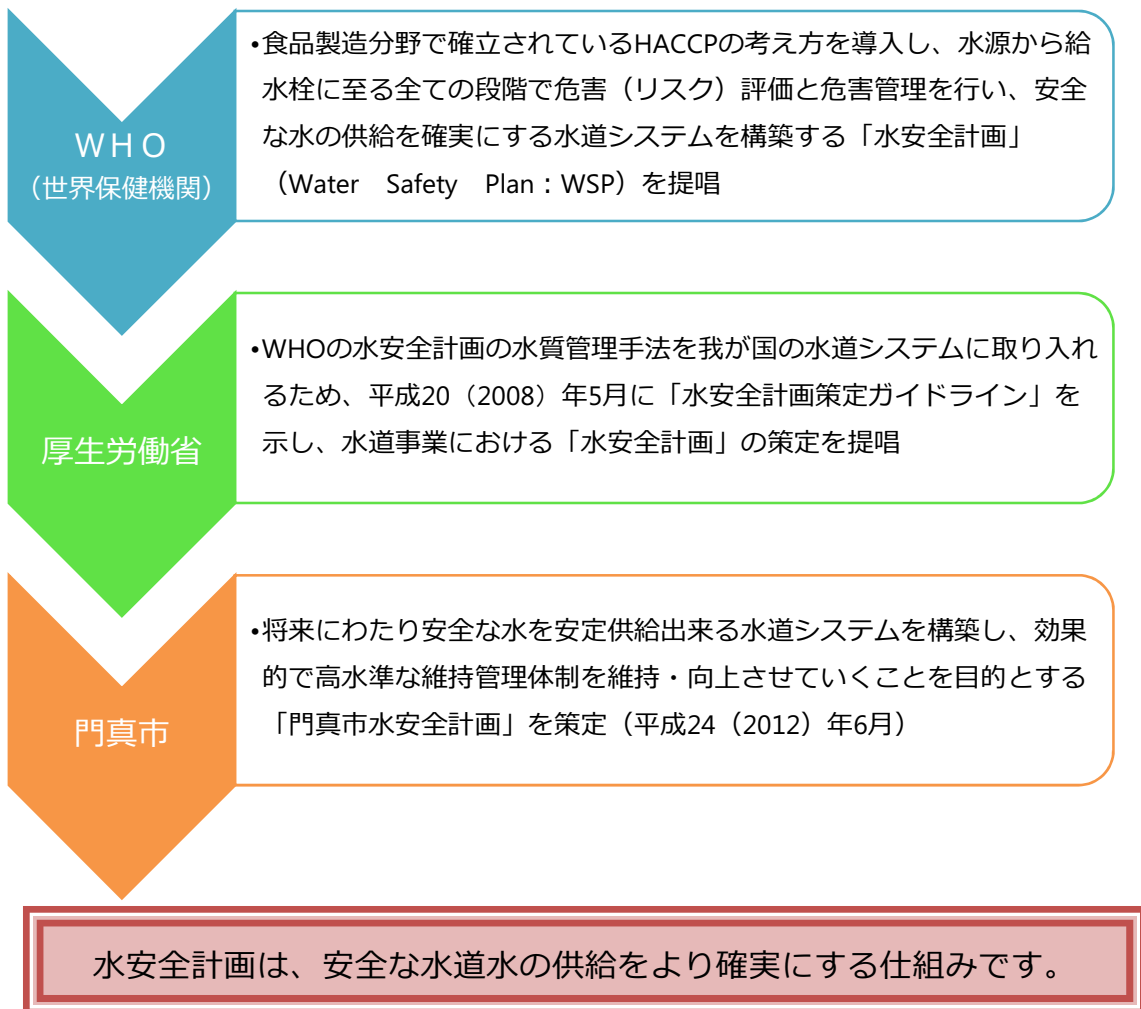 WHO
（世界保健機関）
•食品製造分野で確立されているHACCPの考え方を導入し、水源から給
水栓に至る全ての段階で危害（リスク）評価と危害管理を行い、安全
な水の供給を確実にする水道システムを構築する「水安全計画」
（Water　Safety　Plan：WSP）を提唱
厚生労働省
•WHOの水安全計画の水質管理手法を我が国の水道システムに取り入れ
るため、平成20（2008）年5月に「水安全計画策定ガイドライン」を
示し、水道事業における「水安全計画」の策定を提唱
門真市
•将来にわたり安全な水を安定供給出来る水道システムを構築し、効果
的で高水準な維持管理体制を維持・向上させていくことを目的とする
「門真市水安全計画」を策定（平成24（2012）年6月）
水安全計画は、安全な水道水の供給をより確実にする仕組みです。